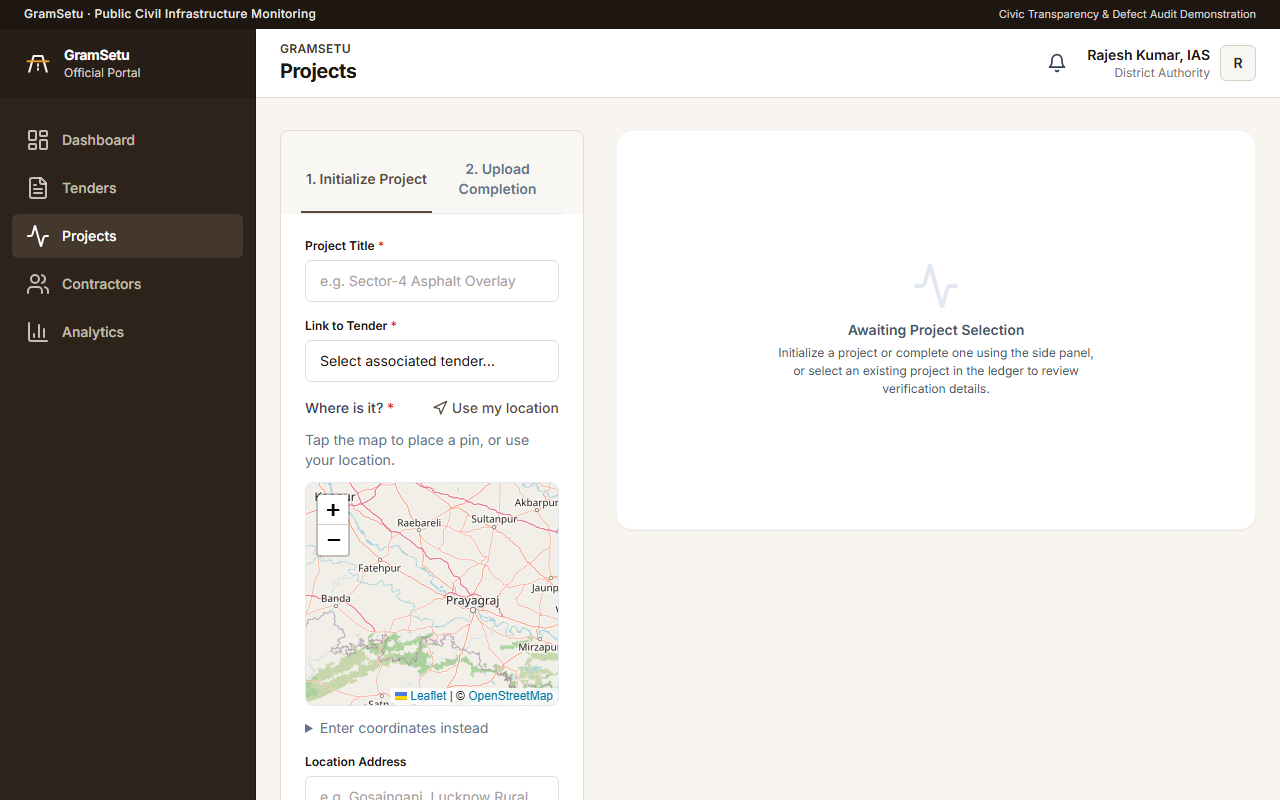 GramSetu · Public Civil Infrastructure Monitoring
Civic Transparency & Defect Audit Demonstration
GramSetu
Official Portal
GRAMSETU
Projects
Rajesh Kumar, IAS
District Authority
R
Dashboard
Tenders
Projects
Contractors
Analytics
1. Initialize Project
2. Upload
Completion
Project Title *
e.g. Sector-4 Asphalt Overlay
Link to Tender *
Select associated tender...
Where is it? *
Use my location
Tap the map to place a pin, or use
your location.
+
−
Akbarpur
Raebareli
Sultanpur
Fatehpur
Jaunp
Banda
Prayagraj
Mirzapu
Leaflet | © OpenStreetMap
Enter coordinates instead
Location Address
e.g. Gosainganj, Lucknow Rural
Awaiting Project Selection
Initialize a project or complete one using the side panel,
or select an existing project in the ledger to review
verification details.